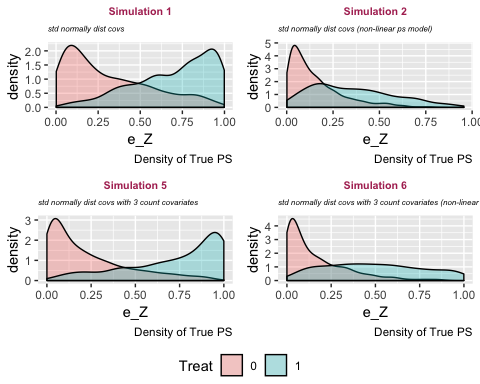 Simulation 1
std normally dist covs
density
2.0
1.5
1.0
0.5
0.0
0.00 0.25 0.50 0.75 1.00
e_Z
Density of True PS
Simulation 2
std normally dist covs (non-linear ps model)
density
5
4
3
2
1
0
0.00 0.25 0.50 0.75 1.00
e_Z
Density of True PS
Simulation 5
std normally dist covs with 3 count covariates
density
3
2
1
0
0.00 0.25 0.50 0.75 1.00
e_Z
Density of True PS
Simulation 6
std normally dist covs with 3 count covariates (non-linear
density
4
3
2
1
0
0.00 0.25 0.50 0.75 1.00
e_Z
Density of True PS
Treat 0 1